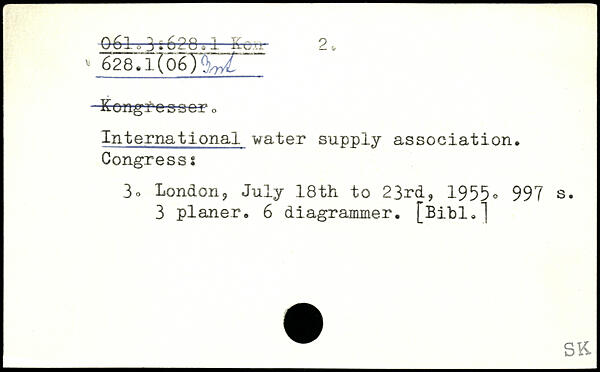 061.3:628.1 Kon 2.
628.1(06) Int
Kongresser.
International water supply association.
Congress:
3. London, July 18th to 23rd, 1955. 997 s.
3 planer. 6 diagrammer. [Bibl.]
SK